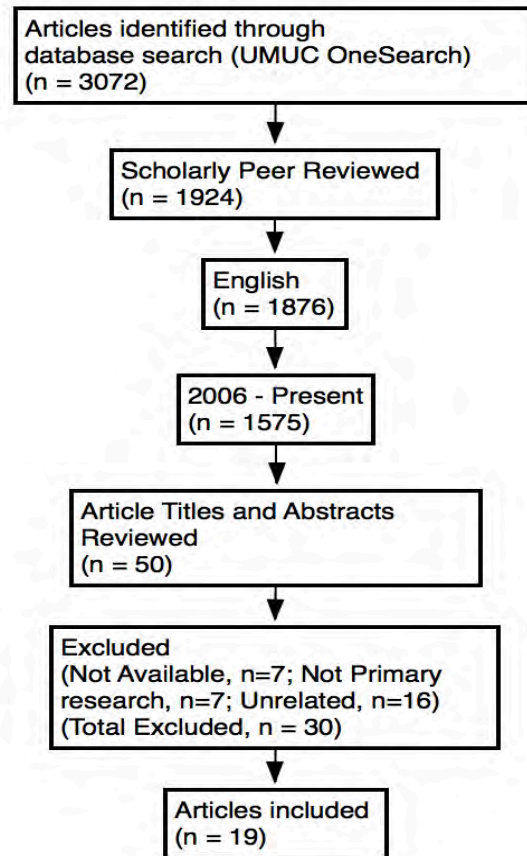 Articles identified through
database search (UMUC OneSearch)
(n = 3072)
Scholarly Peer Reviewed
(n = 1924)
English
(n = 1876)
2006 - Present
(n = 1575)
Article Titles and Abstracts
Reviewed
(n = 50)
Excluded
(Not Available, n=7; Not Primary
research, n=7; Unrelated, n=16)
(Total Excluded, n = 30)
Articles included
(n = 19)